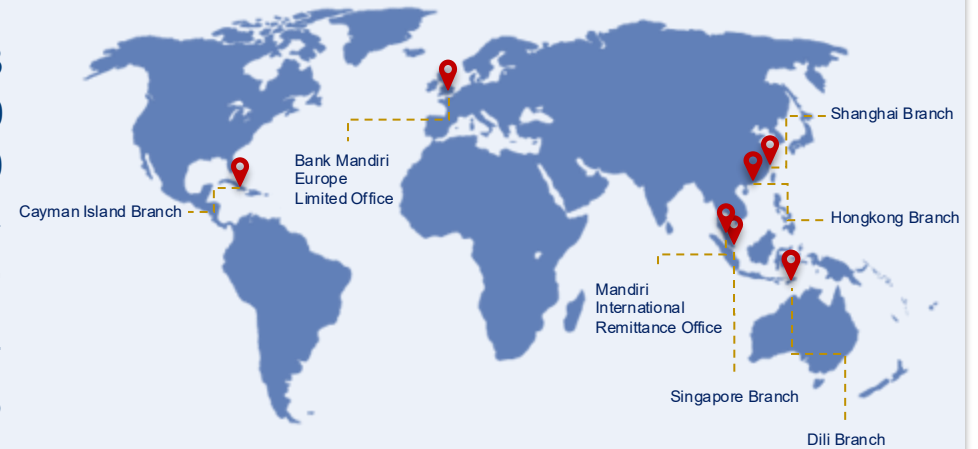 Shanghai Branch
Bank Mandiri
Europe
Limited Office
Cayman Island Branch
Hongkong Branch
Mandiri
International
Remittance Office
Singapore Branch
Dili Branch